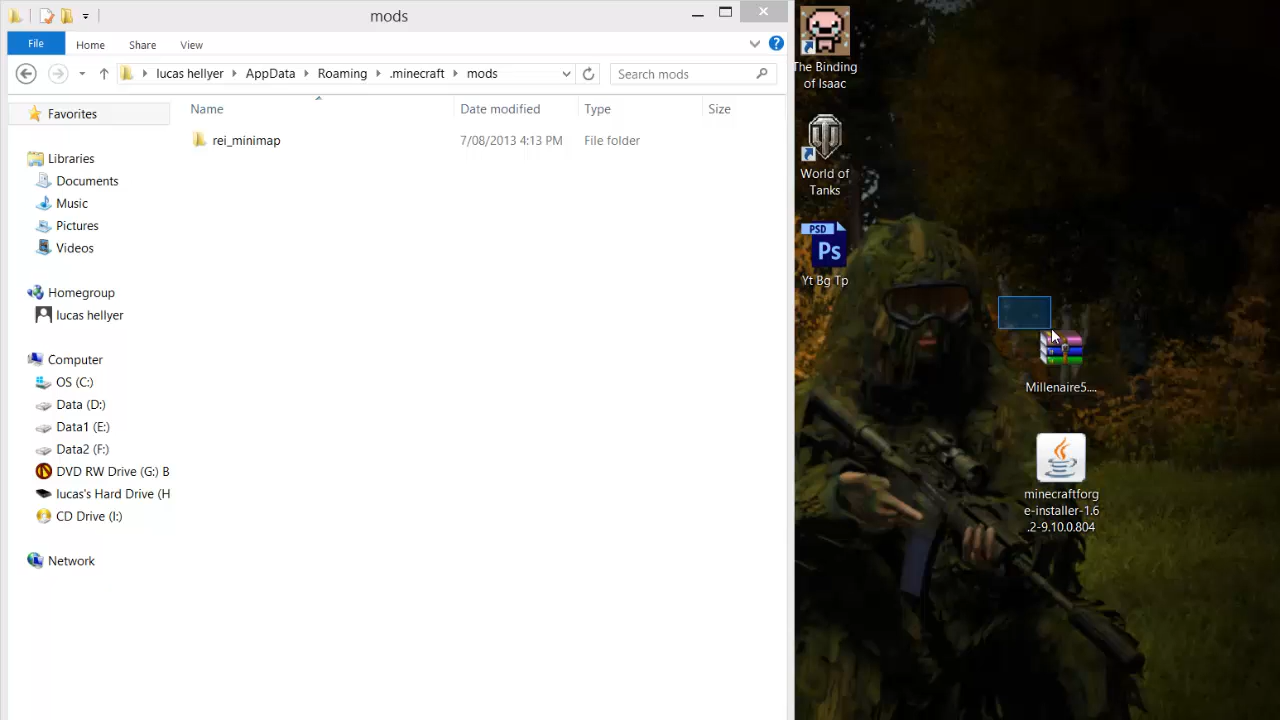 mods
File Home Share View
lucas hellyer AppData Roaming .minecraft mods Search mods
Name Date modified Type Size
rei_minimap 7/08/2013 4:13 PM File folder
Favorites
Libraries
Documents
Music
Pictures
Videos
Homegroup
lucas hellyer
Computer
OS (C:)
Data (D:)
Data1 (E:)
Data2 (F:)
DVD RW Drive (G:) B
lucas's Hard Drive (H
CD Drive (I:)
Network
The Binding
of Isaac
World of
Tanks
PSD
Ps
Yt Bg Tp
Millenaire5....
minecraftforg
e-installer-1.6
.2-9.10.0.804